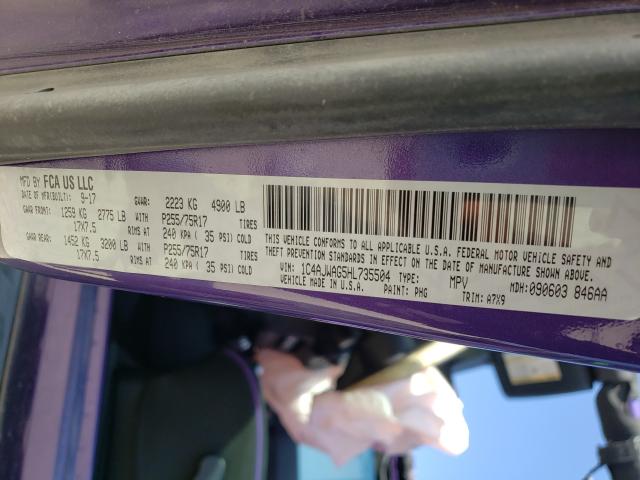 MFD BY FCA US LLC
DATE OF MFR(BUILT): 9-17 GVWR: 2223 KG 4900 LB
GAWR FRONT: 1259 KG 2775 LB WITH P255/75R17 TIRES
17X7.5 RIMS AT 240 KPA ( 35 PSI) COLD
GAWR REAR: 1452 KG 3200 LB WITH P255/75R17 TIRES
17X7.5 RIMS AT 240 KPA ( 35 PSI) COLD
THIS VEHICLE CONFORMS TO ALL APPLICABLE U.S.A. FEDERAL MOTOR VEHICLE SAFETY
AND THEFT PREVENTION STANDARDS IN EFFECT ON THE DATE OF MANUFACTURE SHOWN ABOVE.
VIN: 1C4AJWAG5HL735504 TYPE: MPV MDH:090603 846AA
VEHICLE MADE IN U.S.A. PAINT: PHG TRIM: A7X9